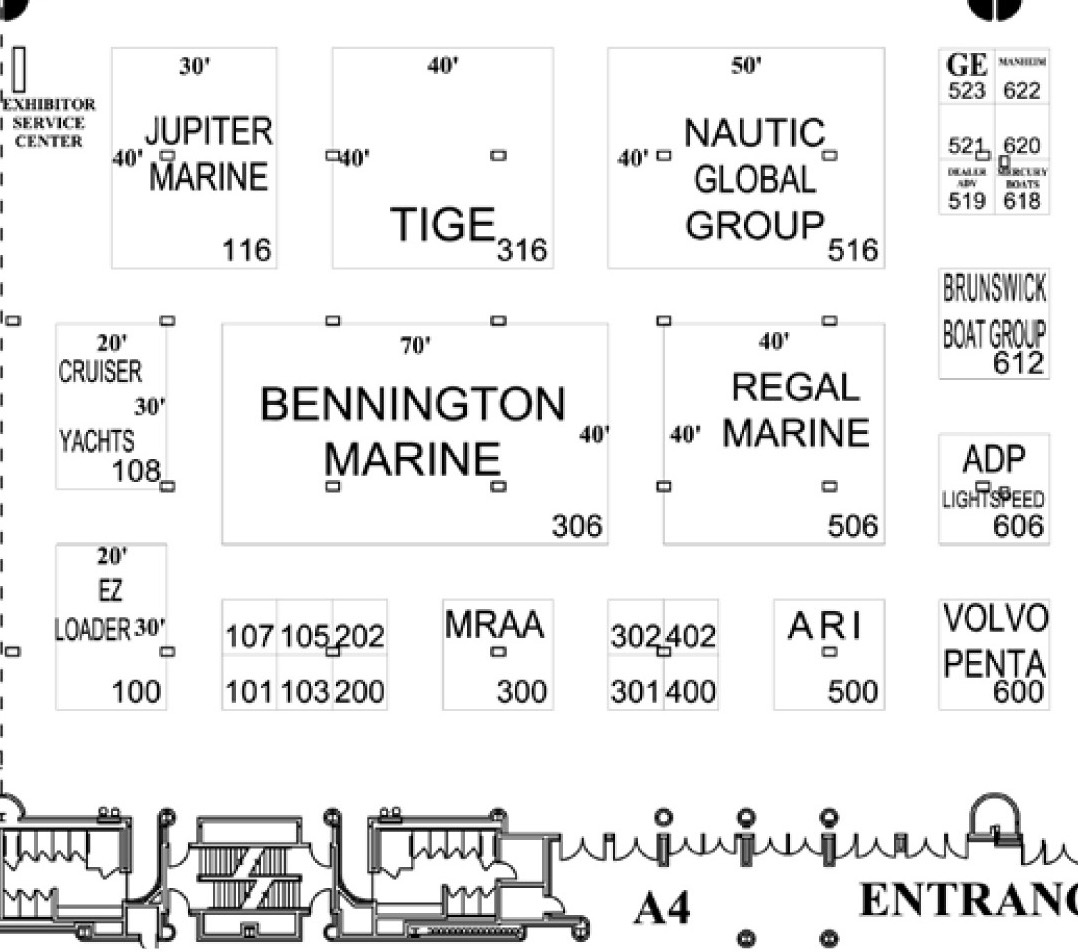 EXHIBITOR
SERVICE
CENTER
30'
40'
JUPITER
MARINE
116
40'
40'
TIGE
316
50'
40'
NAUTIC
GLOBAL
GROUP
516
GE
523
MANHEIM
622
521
620
DEALER
ADV
519
MERCURY
BOATS
618
20'
CRUISER
30'
YACHTS
108
70'
BENNINGTON
MARINE
40'
306
40'
40'
REGAL
MARINE
506
BRUNSWICK
BOAT GROUP
612
ADP
LIGHTSPEED
606
20'
EZ
LOADER 30'
100
107 105 202
101 103 200
MRAA
300
302 402
301 400
ARI
500
VOLVO
PENTA
600
A4
ENTRANC